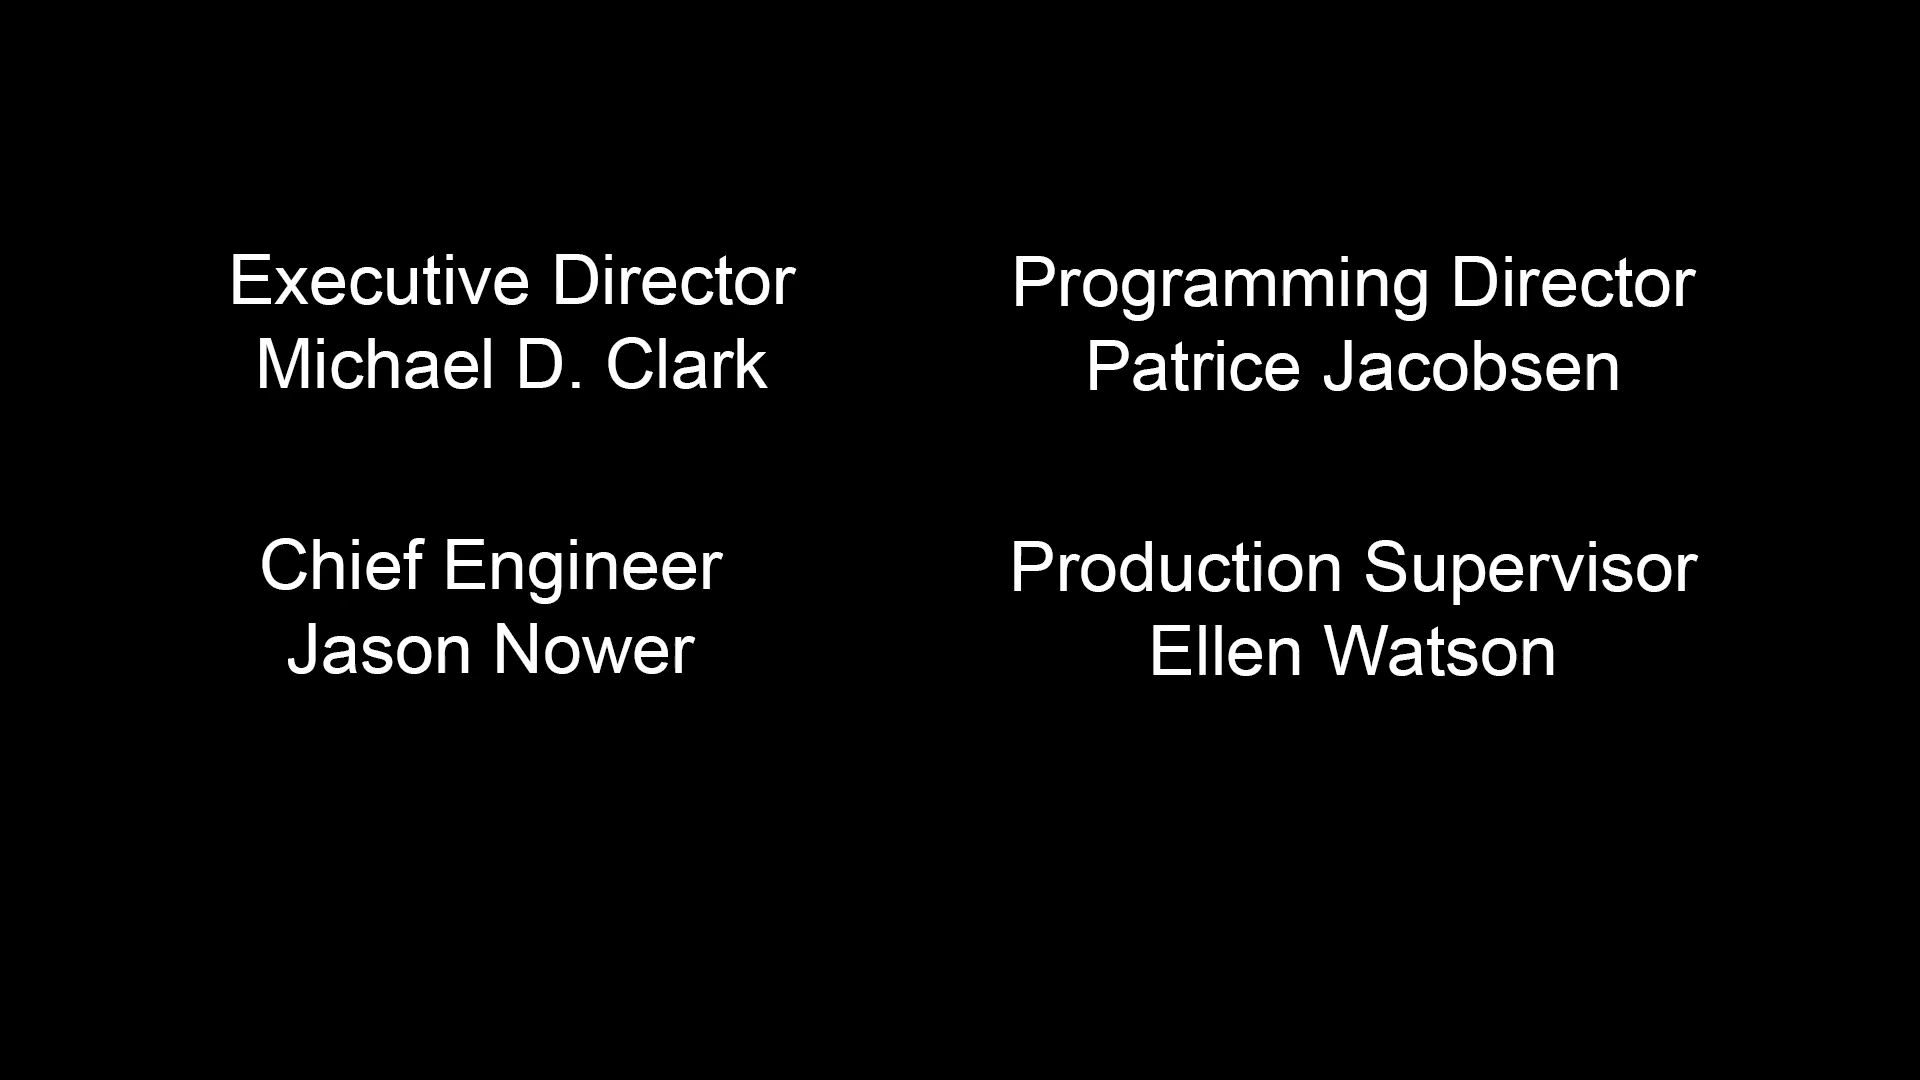 Executive Director
Michael D. Clark
Programming Director
Patrice Jacobsen
Chief Engineer
Jason Nower
Production Supervisor
Ellen Watson